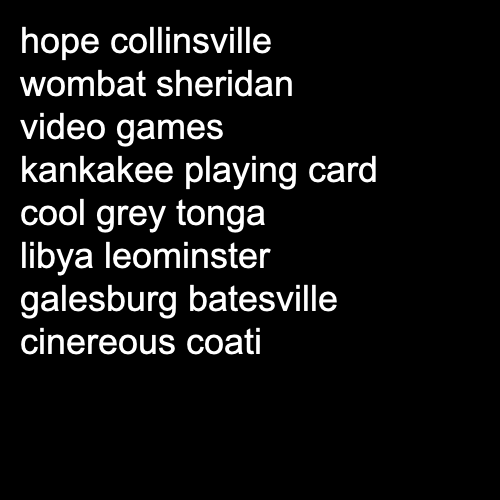 hope collinsville
wombat sheridan
video games
kankakee playing card
cool grey tonga
libya leominster
galesburg batesville
cinereous coati